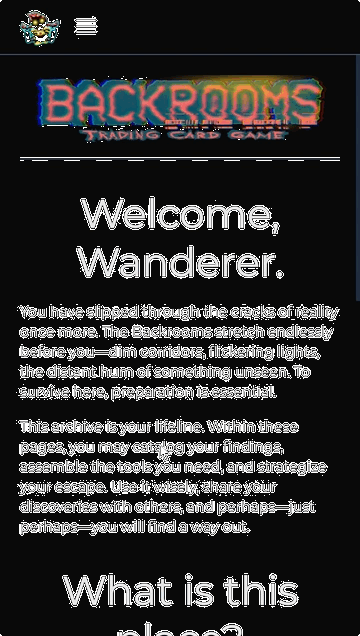 BACKROOMS
TRADING CARD GAME
Welcome,
Wanderer.
You have slipped through the cracks of reality
once more. The Backrooms stretch endlessly
before you—dim corridors, flickering lights,
the distant hum of something unseen. To
survive here, preparation is essential.
This archive is your lifeline. Within these
pages, you may catalog your findings,
assemble the tools you need, and strategize
your escape. Use it wisely, share your
discoveries with others, and perhaps—just
perhaps—you will find a way out.
What is this
place?